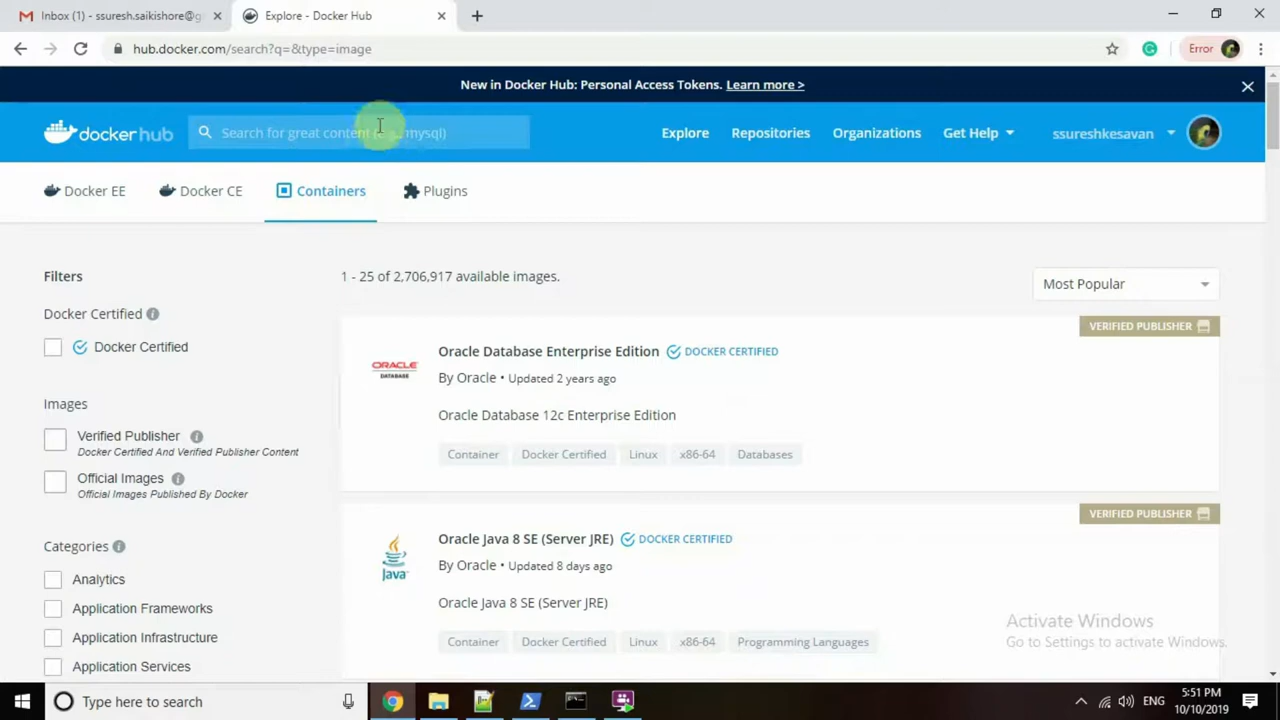 Inbox (1) - ssuresh.saikishore@g
Explore - Docker Hub
hub.docker.com/search?q=&type=image
Error
New in Docker Hub: Personal Access Tokens. Learn more >
docker hub
Search for great content (e.g., mysql)
Explore
Repositories
Organizations
Get Help
ssureshkesavan
Docker EE
Docker CE
Containers
Plugins
Filters
1 - 25 of 2,706,917 available images.
Most Popular
Docker Certified
Docker Certified
Images
Verified Publisher
Docker Certified And Verified Publisher Content
Official Images
Official Images Published By Docker
Categories
Analytics
Application Frameworks
Application Infrastructure
Application Services
VERIFIED PUBLISHER
ORACLE
DATABASE
Oracle Database Enterprise Edition
DOCKER CERTIFIED
By Oracle • Updated 2 years ago
Oracle Database 12c Enterprise Edition
Container Docker Certified Linux x86-64 Databases
VERIFIED PUBLISHER
Java
Oracle Java 8 SE (Server JRE)
DOCKER CERTIFIED
By Oracle • Updated 8 days ago
Oracle Java 8 SE (Server JRE)
Container Docker Certified Linux x86-64 Programming Languages
Activate Windows
Go to Settings to activate Windows.
Type here to search
ENG
5:51 PM
10/10/2019